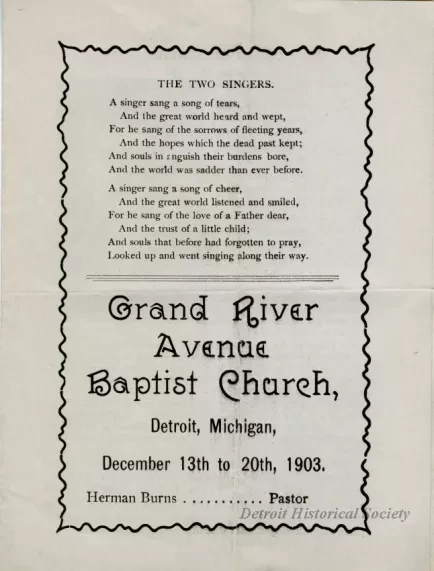 THE TWO SINGERS.
A singer sang a song of tears,
And the great world heard and wept,
For he sang of the sorrows of fleeting years,
And the hopes which the dead past kept;
And souls in anguish their burdens bore,
And the world was sadder than ever before.
A singer sang a song of cheer,
And the great world listened and smiled,
For he sang of the love of a Father dear,
And the trust of a little child;
And souls that before had forgotten to pray,
Looked up and went singing along their way.
Grand River
Avenue
Baptist Church,
Detroit, Michigan,
December 13th to 20th, 1903.
Herman Burns ........... Pastor
Detroit Historical Society